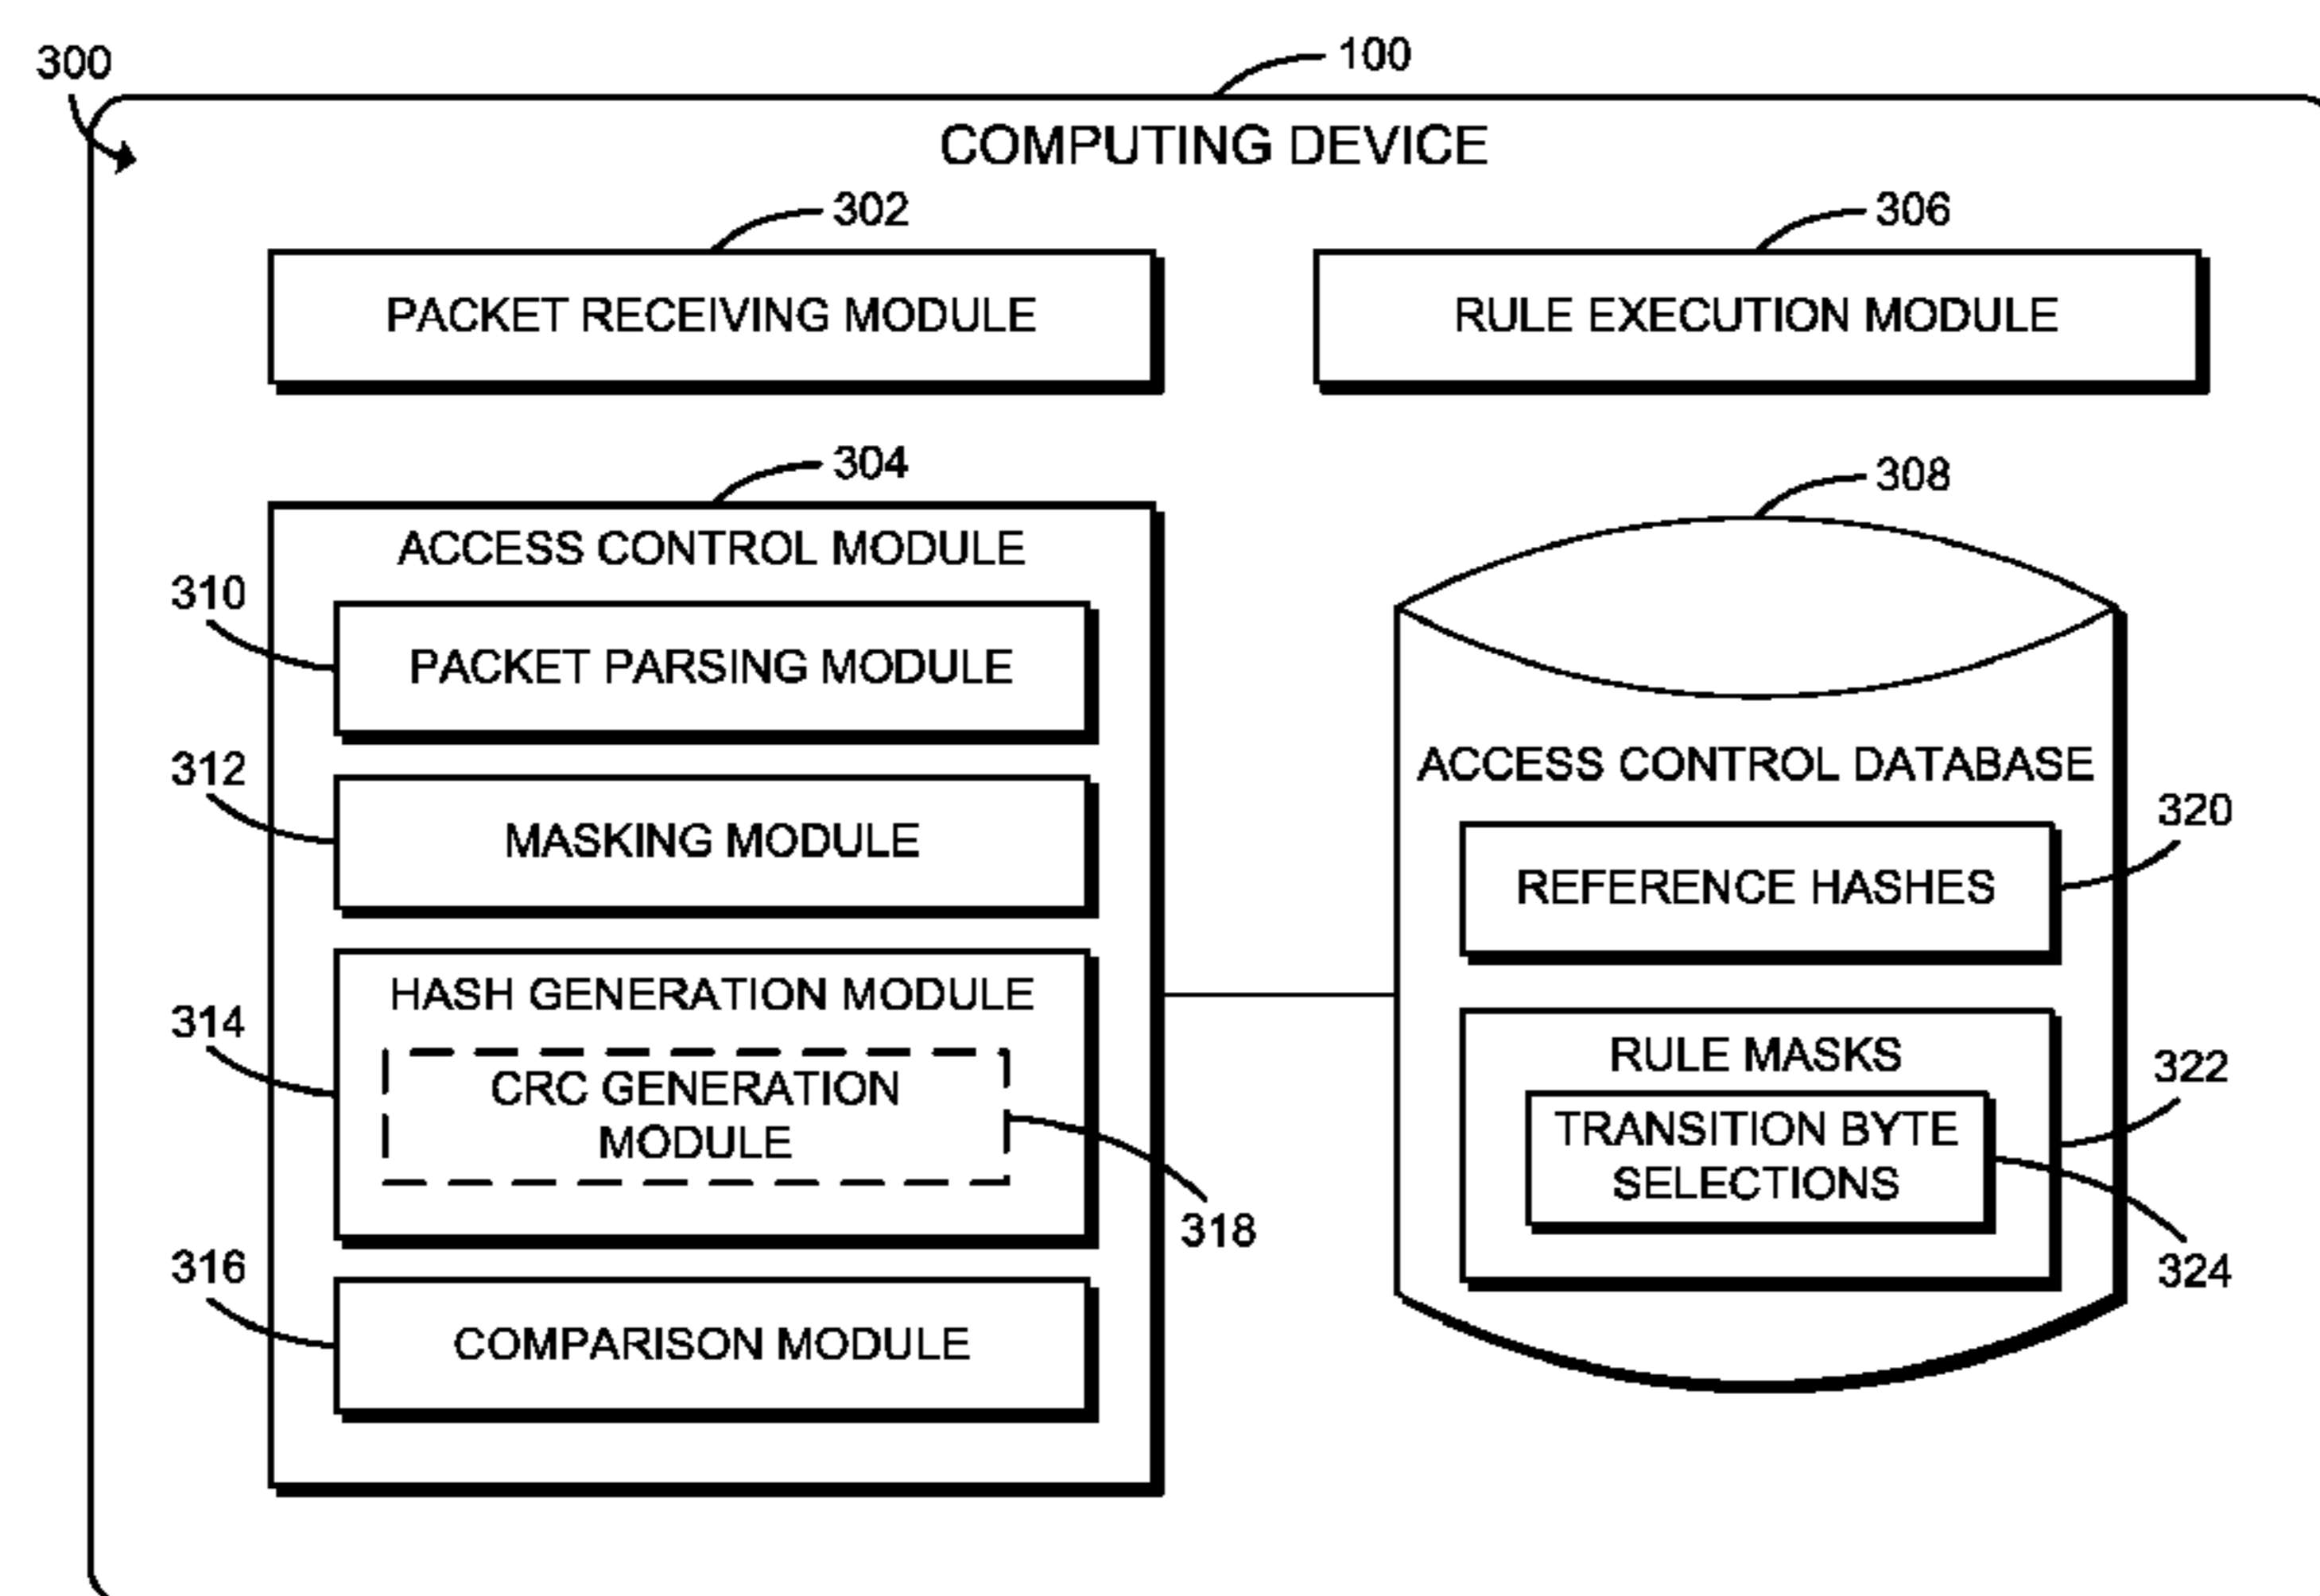 300
100
COMPUTING DEVICE
302
306
PACKET RECEIVING MODULE
RULE EXECUTION MODULE
304
308
ACCESS CONTROL MODULE
310
PACKET PARSING MODULE
312
MASKING MODULE
314
HASH GENERATION MODULE
CRC GENERATION
MODULE
318
316
COMPARISON MODULE
ACCESS CONTROL DATABASE
320
REFERENCE HASHES
RULE MASKS
322
TRANSITION BYTE
SELECTIONS
324